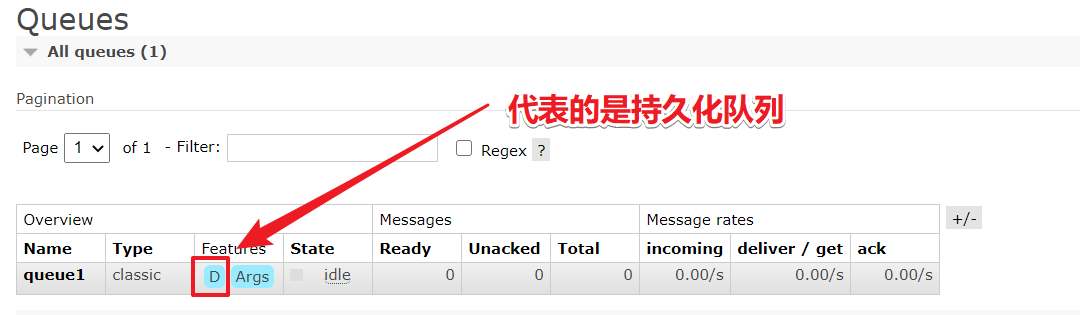 Queues
All queues (1)
Pagination
代表的是持久化队列
Page 1 of 1 - Filter: Regex ?
Overview Messages Message rates +/-
Name Type Features State Ready Unacked Total incoming deliver / get ack
queue1 classic D Args idle 0 0 0 0.00/s 0.00/s 0.00/s